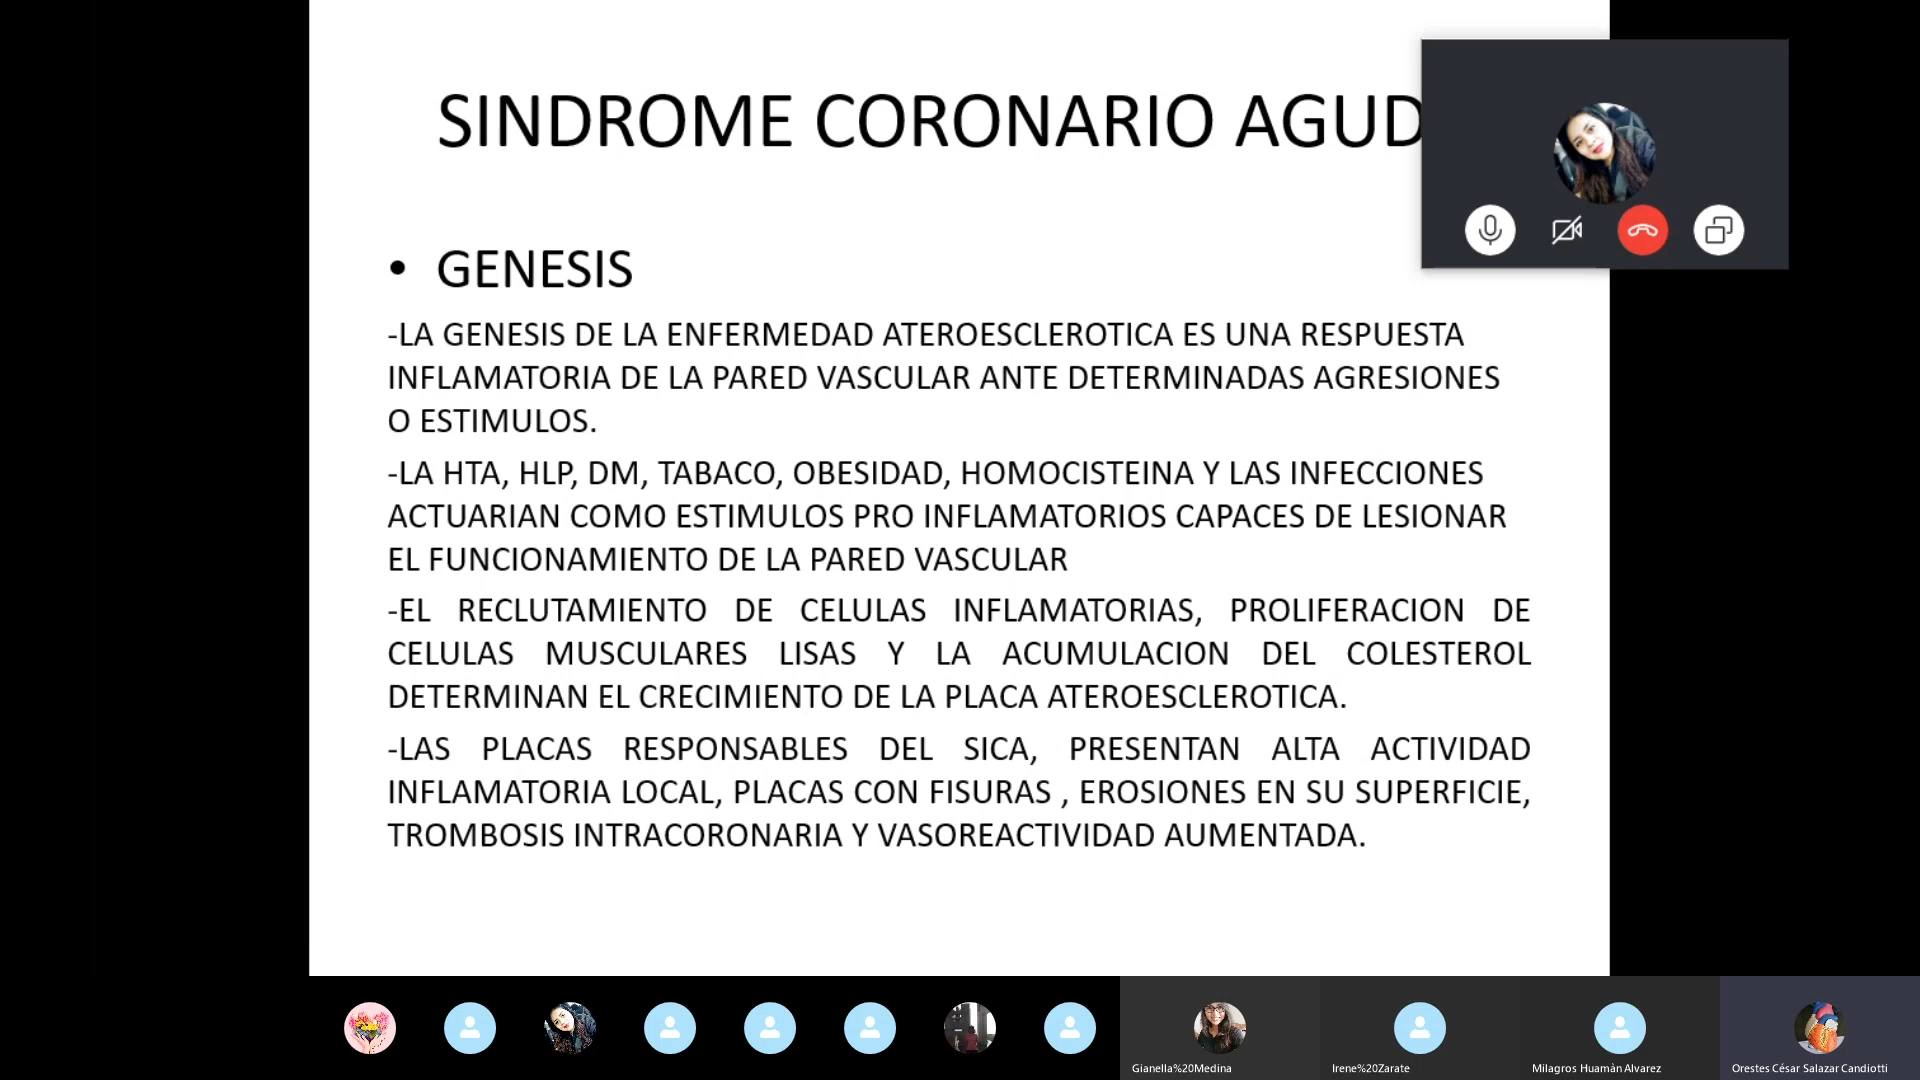 SINDROME CORONARIO AGUD
• GENESIS
-LA GENESIS DE LA ENFERMEDAD ATEROESCLEROTICA ES UNA RESPUESTA
INFLAMATORIA DE LA PARED VASCULAR ANTE DETERMINADAS AGRESIONES
O ESTIMULOS.
-LA HTA, HLP, DM, TABACO, OBESIDAD, HOMOCISTEINA Y LAS INFECCIONES
ACTUARIAN COMO ESTIMULOS PRO INFLAMATORIOS CAPACES DE LESIONAR
EL FUNCIONAMIENTO DE LA PARED VASCULAR
-EL RECLUTAMIENTO DE CELULAS INFLAMATORIAS, PROLIFERACION DE
CELULAS MUSCULARES LISAS Y LA ACUMULACION DEL COLESTEROL
DETERMINAN EL CRECIMIENTO DE LA PLACA ATEROESCLEROTICA.
-LAS PLACAS RESPONSABLES DEL SICA, PRESENTAN ALTA ACTIVIDAD
INFLAMATORIA LOCAL, PLACAS CON FISURAS , EROSIONES EN SU SUPERFICIE,
TROMBOSIS INTRACORONARIA Y VASOREACTIVIDAD AUMENTADA.
Gianella%20Medina
Irene%20Zarate
Milagros Huamàn Alvarez
Orestes César Salazar Candiotti